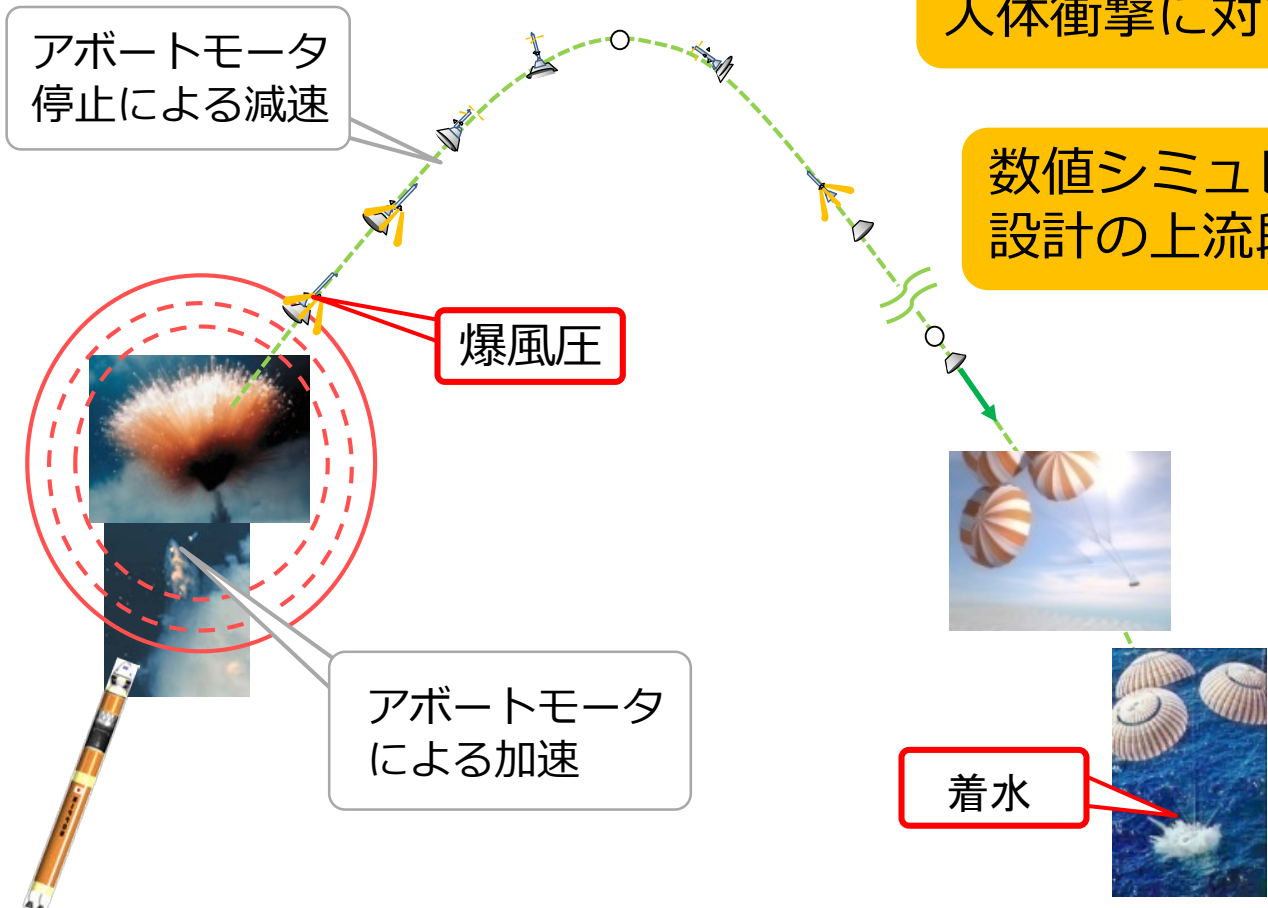 人体衝撃に対
アボートモータ
停止による減速
数値シミュレ
設計の上流段
爆風圧
アボートモータ
による加速
着水